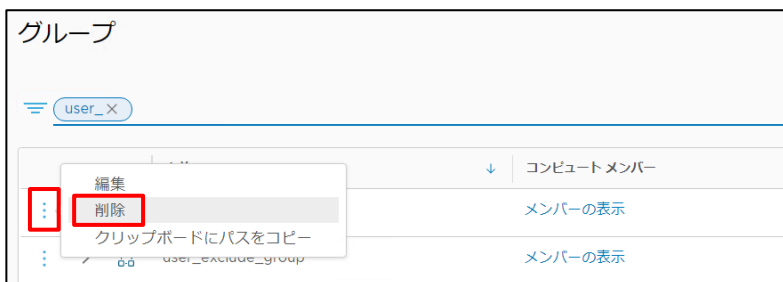 グループ
user_ ×
コンピュート メンバー
編集
削除
メンバーの表示
クリップボードにパスをコピー
user_exclude_group
メンバーの表示